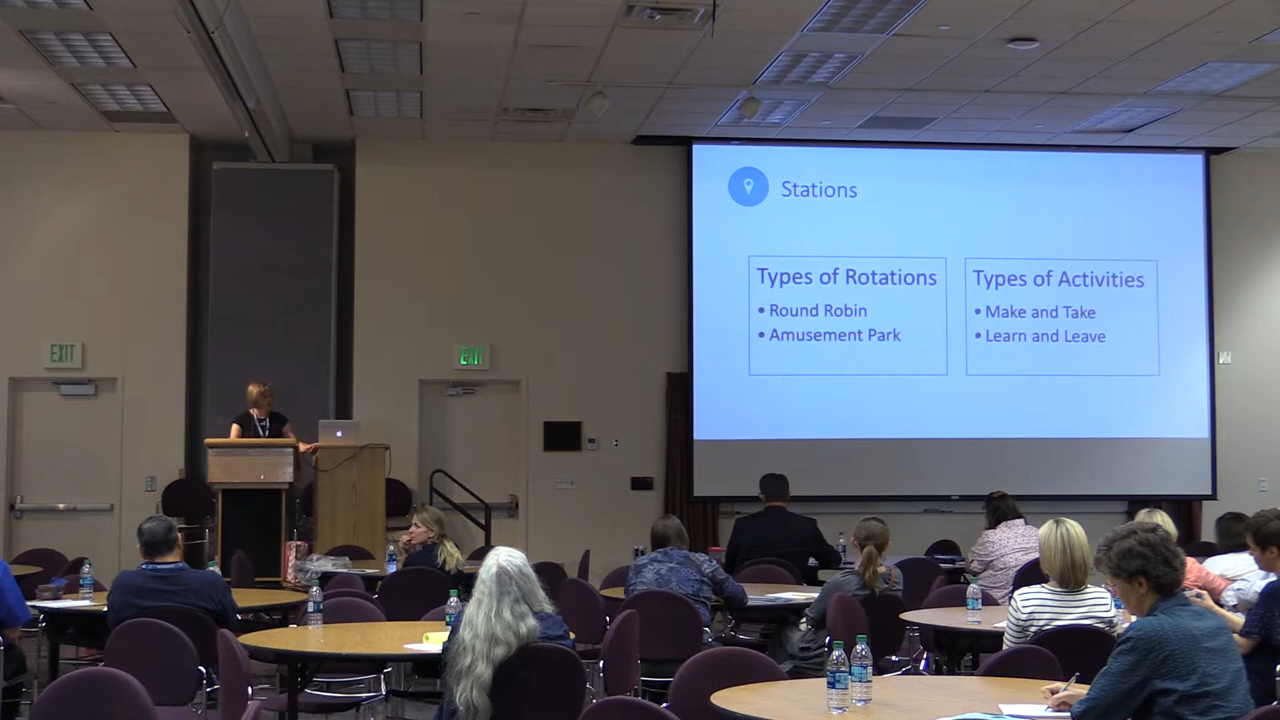 Stations
Types of Rotations
• Round Robin
• Amusement Park
Types of Activities
• Make and Take
• Learn and Leave
EXIT
EXIT